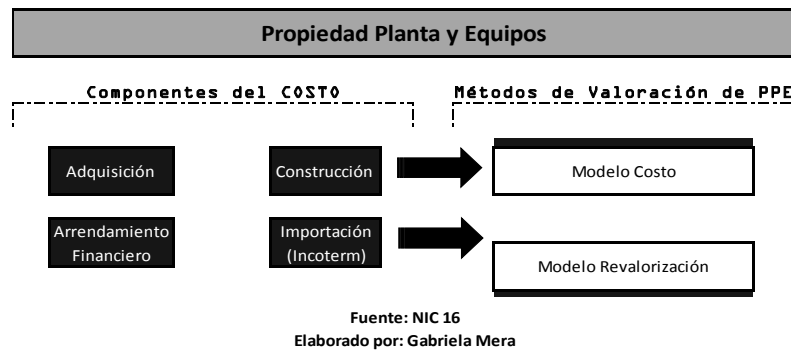 Propiedad Planta y Equipos
Componentes del COSTO
Métodos de Valoración de PPE
Adquisición
Construcción
Modelo Costo
Arrendamiento
Financiero
Importación
(Incoterm)
Modelo Revalorización
Fuente: NIC 16
Elaborado por: Gabriela Mera